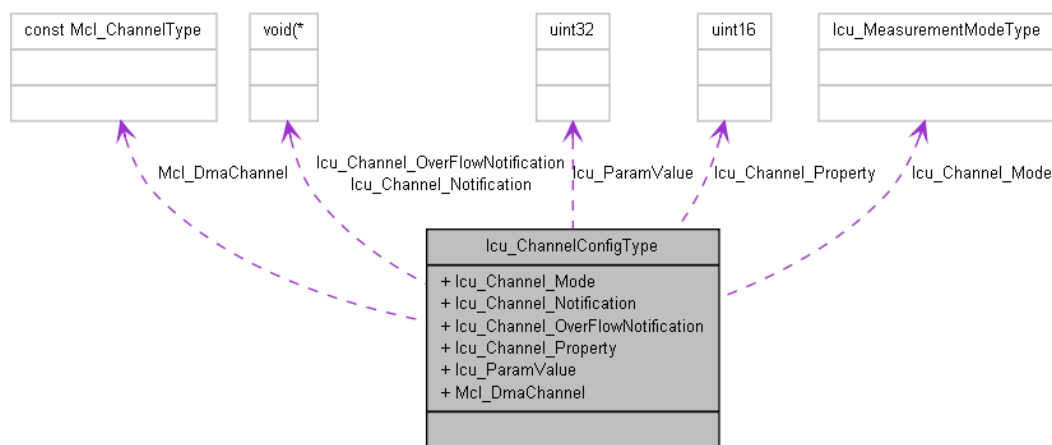 const Mcl_ChannelType
void(*
uint32
uint16
Icu_MeasurementModeType
Mcl_DmaChannel
Icu_Channel_OverFlowNotification
Icu_Channel_Notification
Icu_ParamValue
Icu_Channel_Property
Icu_Channel_Mode
Icu_ChannelConfigType
+ Icu_Channel_Mode
+ Icu_Channel_Notification
+ Icu_Channel_OverFlowNotification
+ Icu_Channel_Property
+ Icu_ParamValue
+ Mcl_DmaChannel